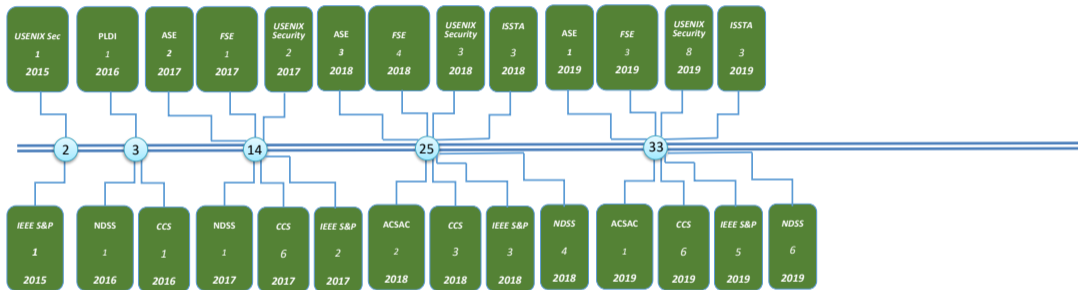 USENIX Sec
1
2015
PLDI
1
2016
ASE
2
2017
FSE
1
2017
USENIX
Security
2
2017
ASE
3
2018
FSE
4
2018
USENIX
Security
3
2018
ISSTA
3
2018
ASE
1
2019
FSE
3
2019
USENIX
Security
8
2019
ISSTA
3
2019
2
3
14
25
33
IEEE S&P
1
2015
NDSS
1
2016
CCS
1
2016
NDSS
1
2017
CCS
6
2017
IEEE S&P
2
2017
ACSAC
2
2018
CCS
3
2018
IEEE S&P
3
2018
NDSS
4
2018
ACSAC
1
2019
CCS
6
2019
IEEE S&P
5
2019
NDSS
6
2019